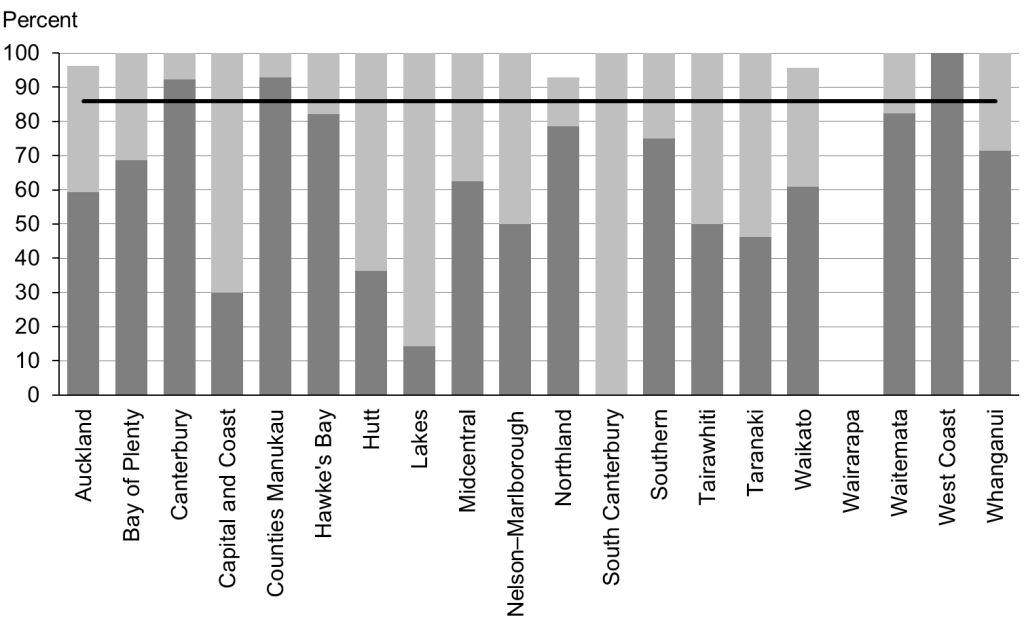 Percent
100
90
80
70
60
50
40
30
20
10
0
Auckland
Bay of Plenty
Canterbury
Capital and Coast
Counties Manukau
Hawke's Bay
Hutt
Lakes
Midcentral
Nelson–Marlborough
Northland
South Canterbury
Southern
Tairawhiti
Taranaki
Waikato
Wairarapa
Waitemata
West Coast
Whanganui